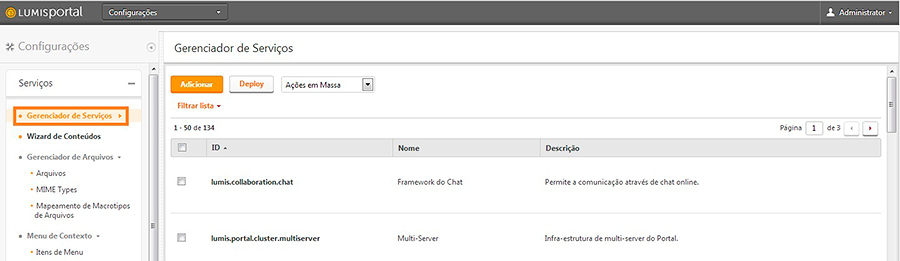 LUMISPORTAL
Configurações
Administrator
Configurações
Serviços
Gerenciador de Serviços
Wizard de Conteúdos
Gerenciador de Arquivos
Arquivos
MIME Types
Mapeamento de Macrotipos
de Arquivos
Menu de Contexto
Itens de Menu
Gerenciador de Serviços
Adicionar
Deploy
Ações em Massa
Filtrar lista
1 - 50 de 134
Página 1 de 3
ID Nome Descrição
lumis.collaboration.chat Framework do Chat Permite a comunicação através de chat online.
lumis.portal.cluster.multiserver Multi-Server Infra-estrutura de multi-server do Portal.